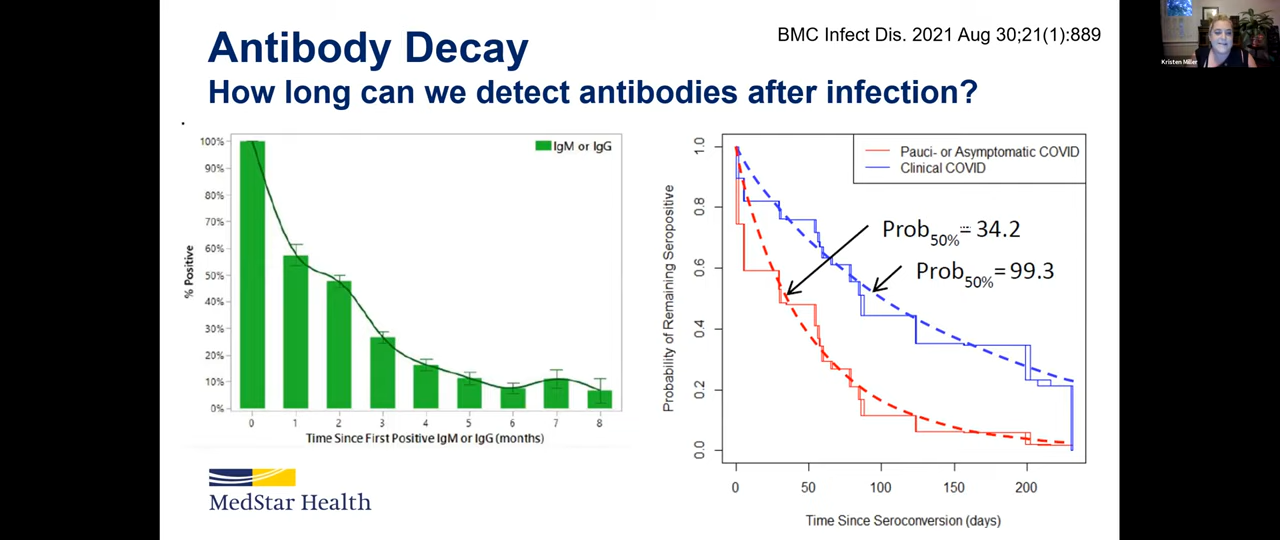 Antibody Decay
BMC Infect Dis. 2021 Aug 30;21(1):889
How long can we detect antibodies after infection?
Kristen Miller
IgM or IgG
100%
90%
80%
70%
60%
50%
40%
30%
20%
10%
0%
% Positive
0 1 2 3 4 5 6 7 8
Time Since First Positive IgM or IgG (months)
Pauci- or Asymptomatic COVID
Clinical COVID
Prob50%= 34.2
Prob50%= 99.3
1.0
0.8
0.6
0.4
0.2
0.0
Probability of Remaining Seropositive
0 50 100 150 200
Time Since Seroconversion (days)
MedStar Health